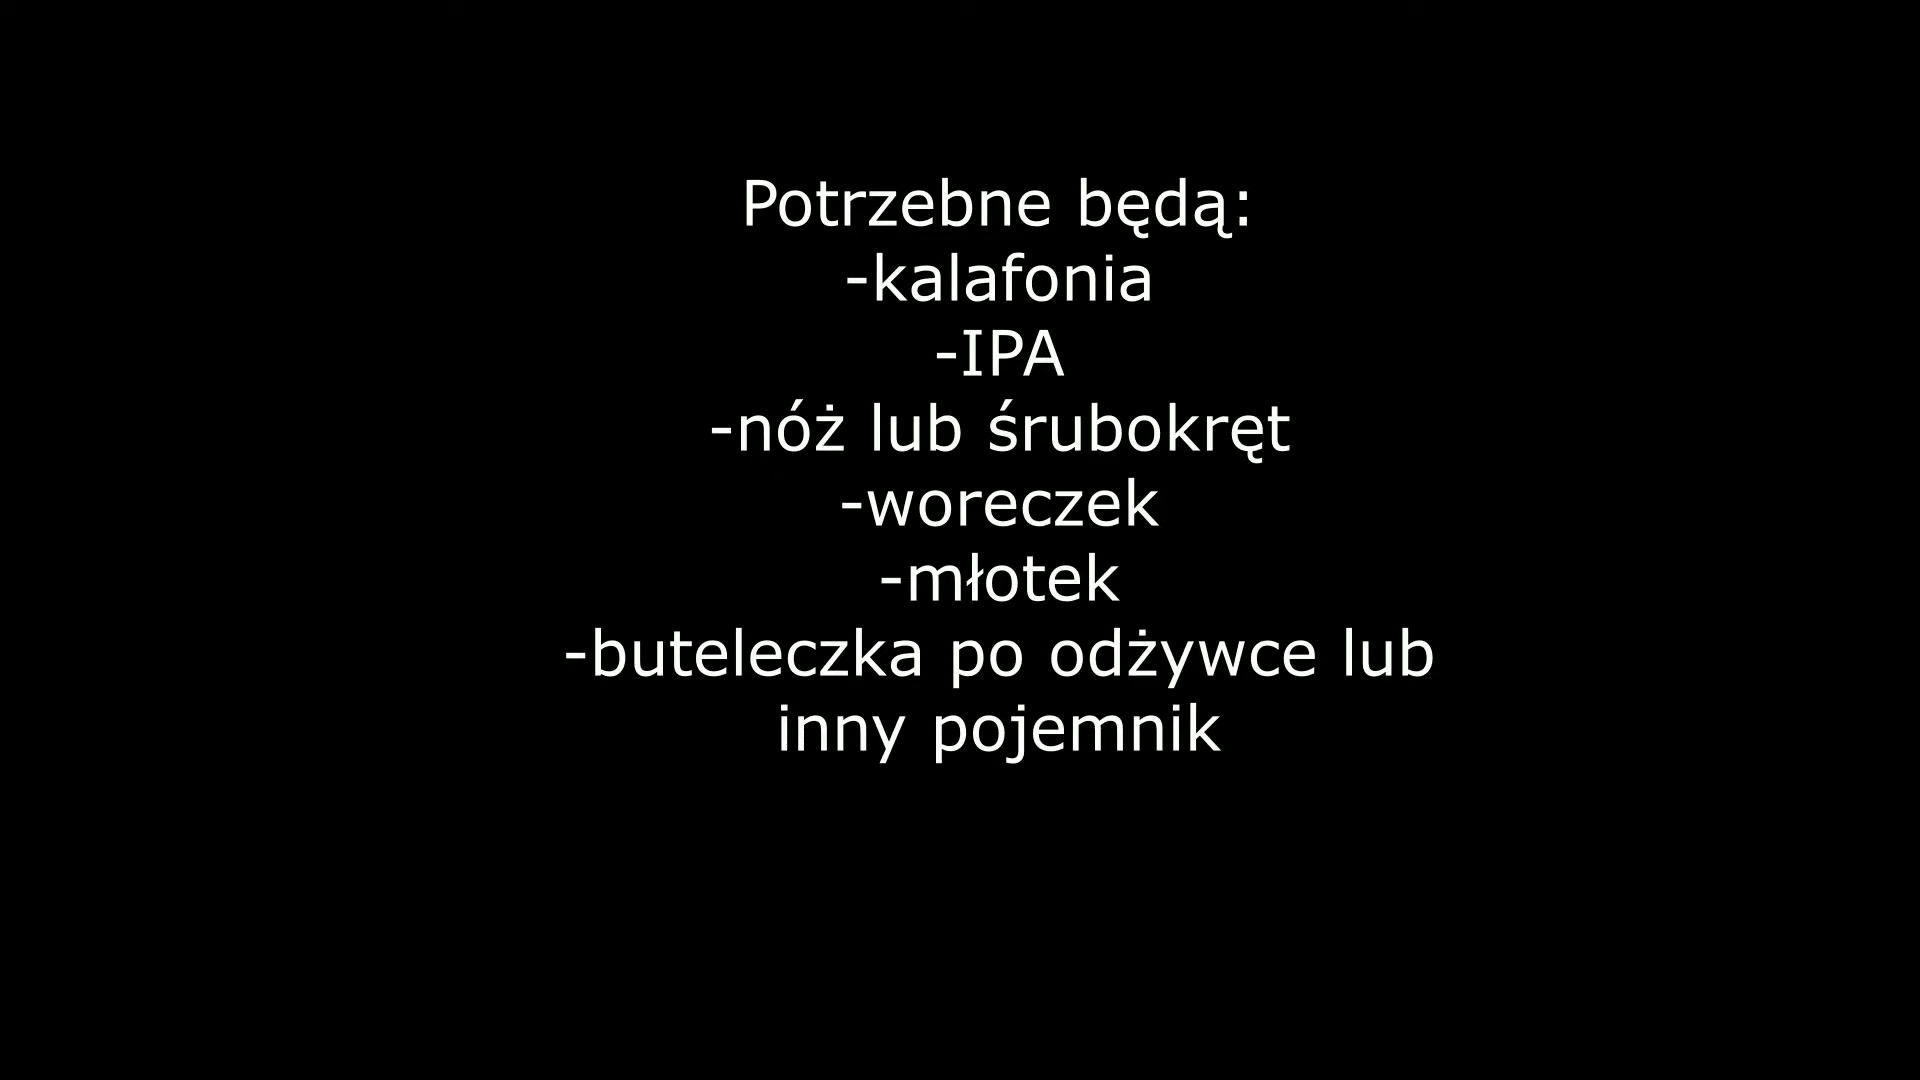 Potrzebne będą:
-kalafonia
-IPA
-nóż lub śrubokręt
-woreczek
-młotek
-buteleczka po odżywce lub
inny pojemnik